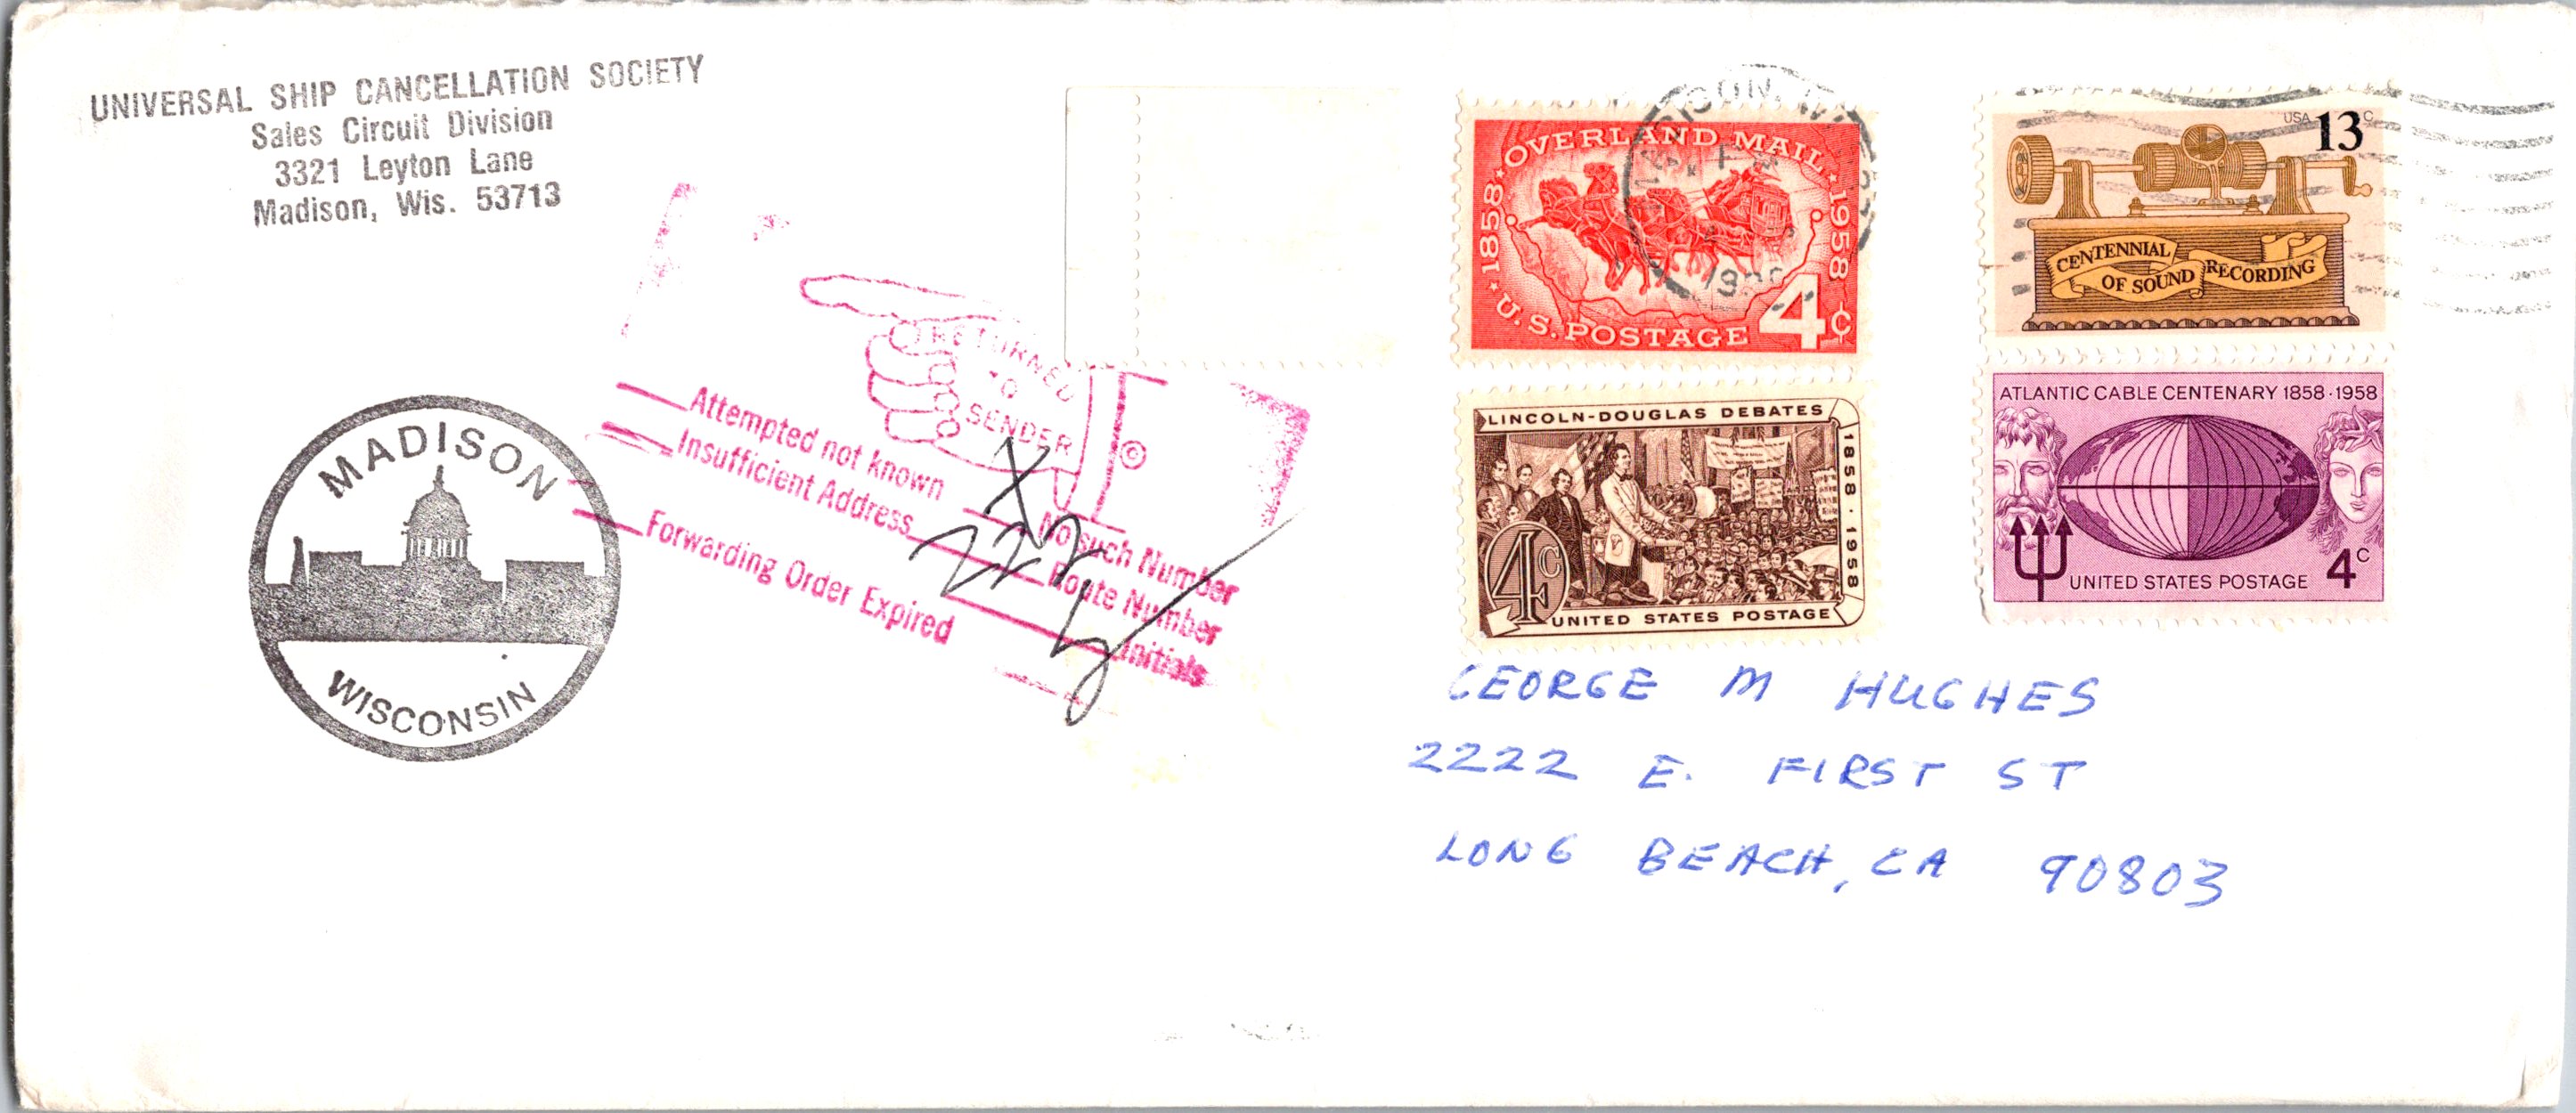 UNIVERSAL SHIP CANCELLATION SOCIETY
Sales Circuit Division
3321 Leyton Lane
Madison, Wis. 53713
MADISON
WISCONSIN
RETURNED
TO
SENDER
Attempted not known
Insufficient Address
Forwarding Order Expired
X No such Number
222 Route Number
Initials
OVERLAND MAIL
1858
1958
U.S. POSTAGE
4¢
USA 13c
CENTENNIAL
OF SOUND RECORDING
LINCOLN-DOUGLAS DEBATES
1858 · 1958
4c
UNITED STATES POSTAGE
ATLANTIC CABLE CENTENARY 1858·1958
UNITED STATES POSTAGE 4c
GEORGE M HUGHES
2222 E. FIRST ST
LONG BEACH, CA 90803